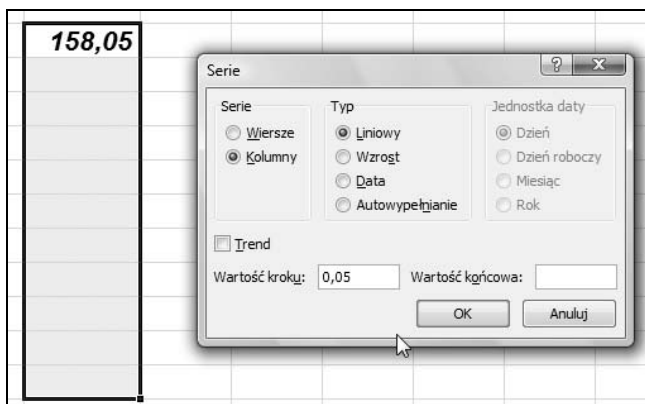 158,05
Serie
Serie
Wiersze
Kolumny
Typ
Liniowy
Wzrost
Data
Autowypełnianie
Jednostka daty
Dzień
Dzień roboczy
Miesiąc
Rok
Trend
Wartość kroku: 0,05 Wartość końcowa:
OK Anuluj